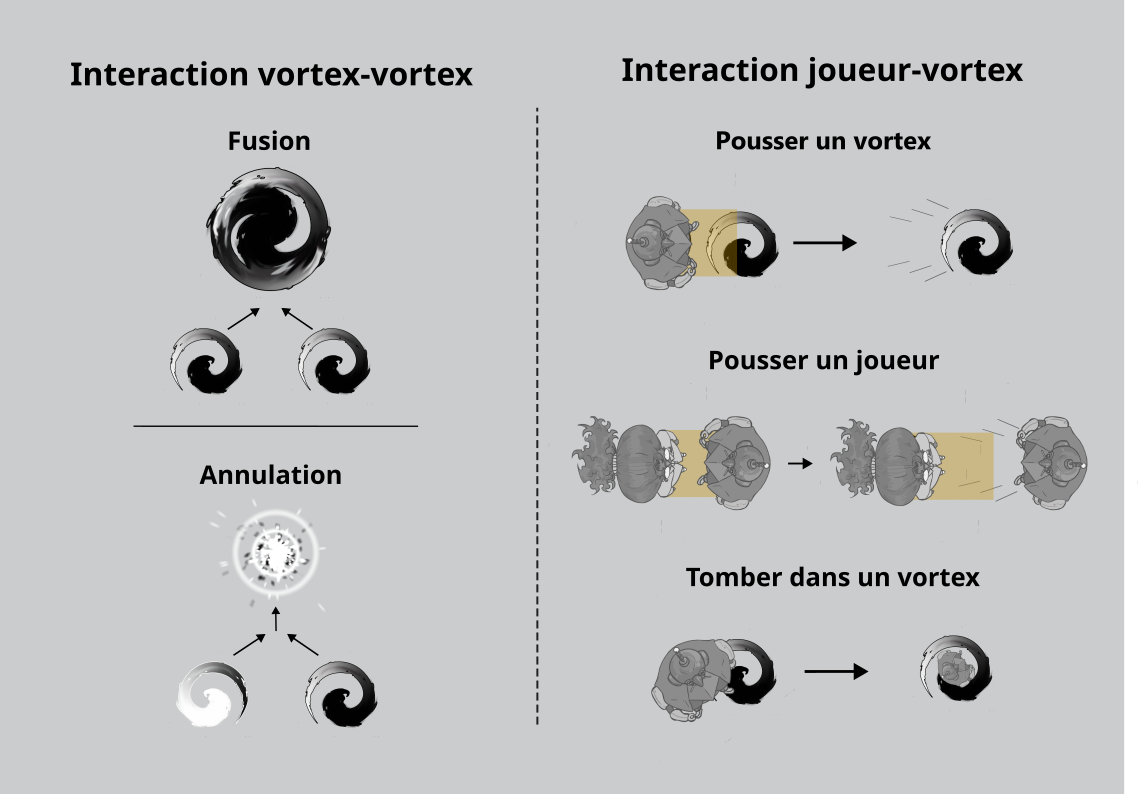 Interaction vortex-vortex
Fusion
Annulation
Interaction joueur-vortex
Pousser un vortex
Pousser un joueur
Tomber dans un vortex